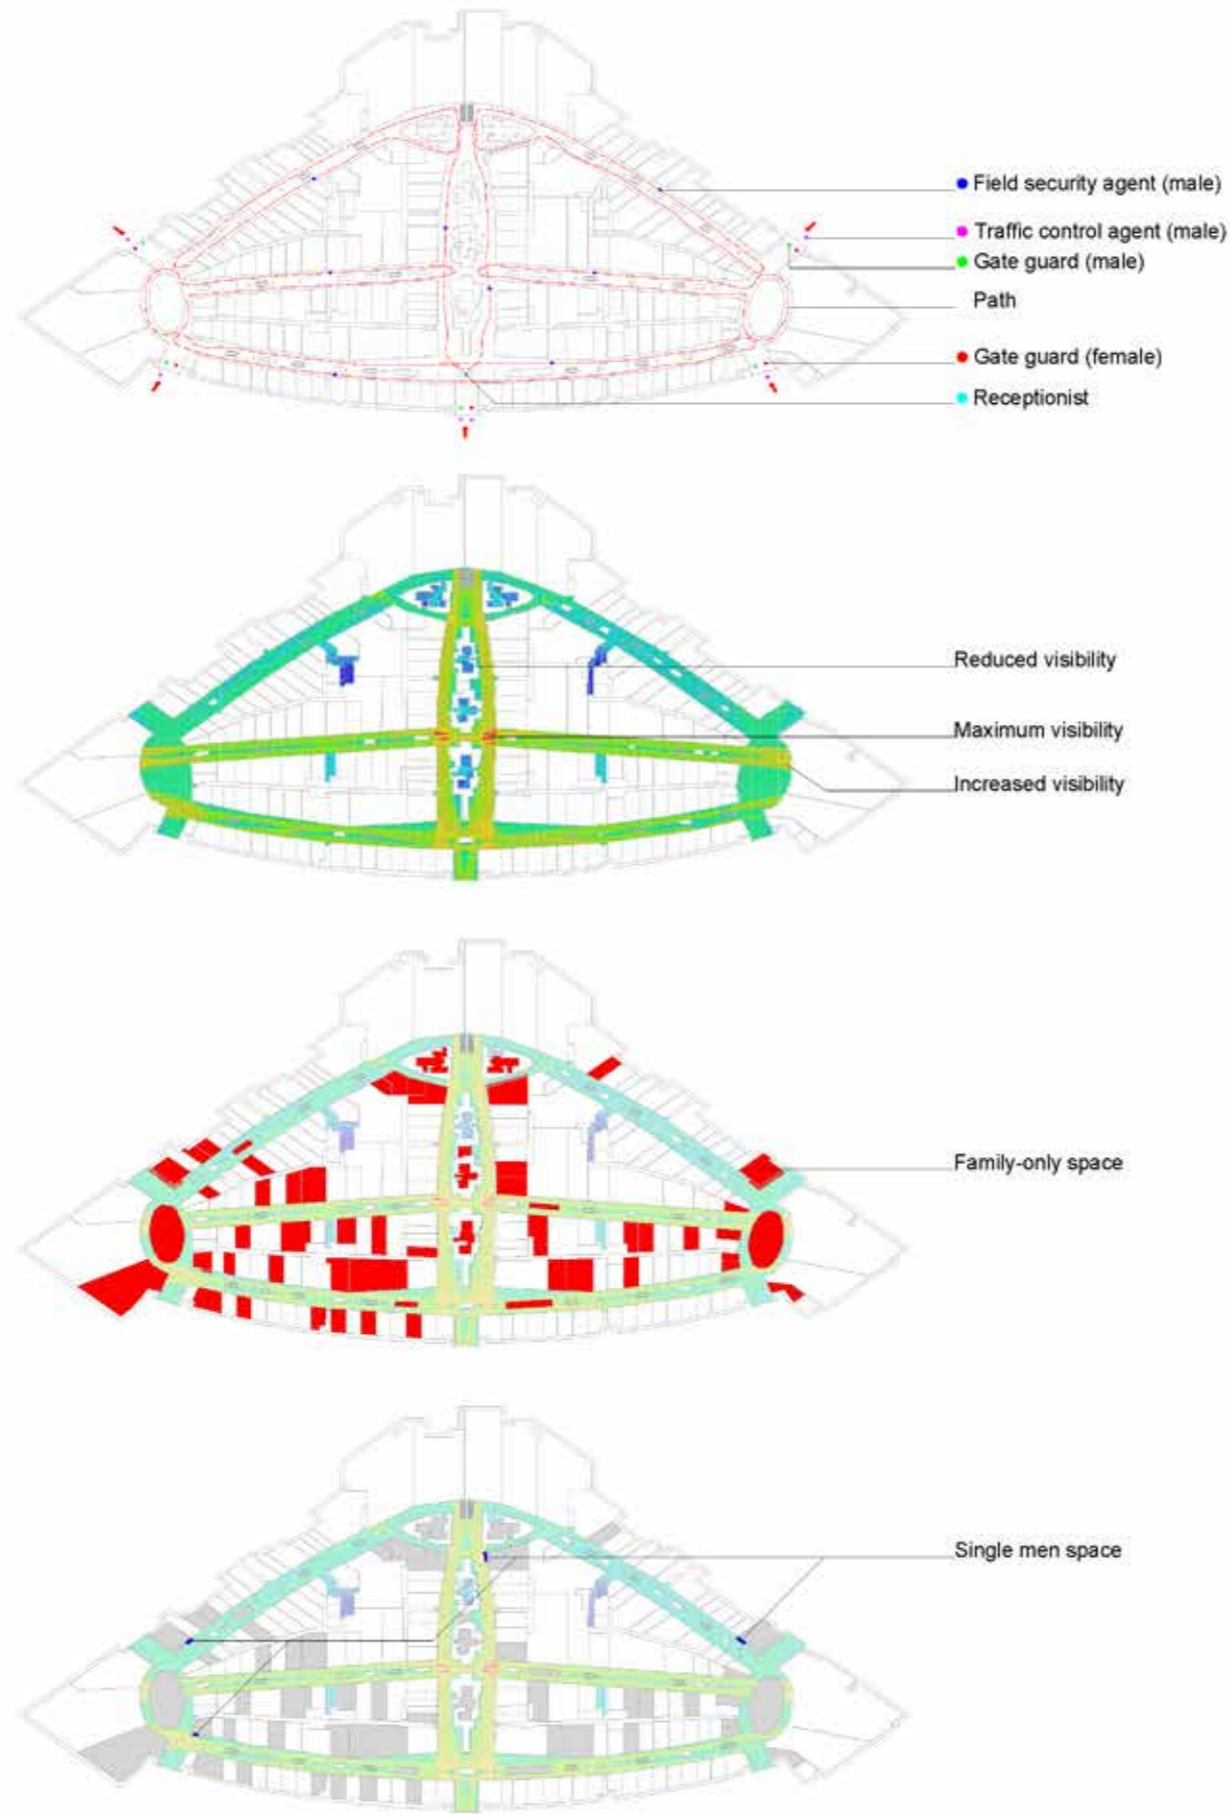 Field security agent (male)
Traffic control agent (male)
Gate guard (male)
Path
Gate guard (female)
Receptionist
Reduced visibility
Maximum visibility
Increased visibility
Family-only space
Single men space